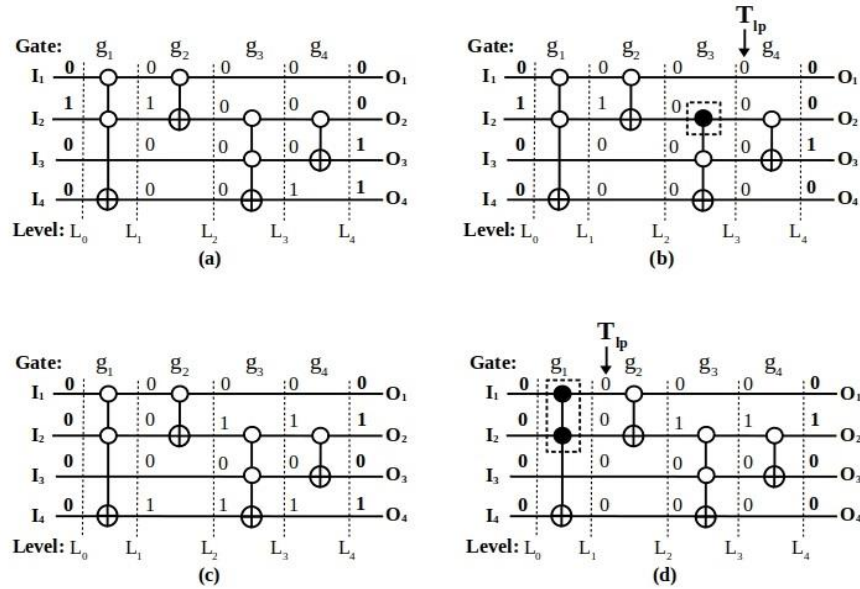 T_lp
Gate: g₁ g₂ g₃ g₄ Gate: g₁ g₂ g₃ g₄
I₁ 0 0 0 0 0 O₁ I₁ 0 0 0 0 0 O₁
I₂ 1 1 0 0 0 O₂ I₂ 1 1 0 0 0 O₂
I₃ 0 0 0 0 1 O₃ I₃ 0 0 0 0 1 O₃
I₄ 0 0 0 1 1 O₄ I₄ 0 0 0 0 0 O₄
Level: L₀ L₁ L₂ L₃ L₄ Level: L₀ L₁ L₂ L₃ L₄
(a) (b)
T_lp
Gate: g₁ g₂ g₃ g₄ Gate: g₁ g₂ g₃ g₄
I₁ 0 0 0 0 0 O₁ I₁ 0 0 0 0 0 O₁
I₂ 0 0 1 1 1 O₂ I₂ 0 0 1 1 1 O₂
I₃ 0 0 0 0 0 O₃ I₃ 0 0 0 0 0 O₃
I₄ 0 1 1 1 1 O₄ I₄ 0 0 0 0 0 O₄
Level: L₀ L₁ L₂ L₃ L₄ Level: L₀ L₁ L₂ L₃ L₄
(c) (d)